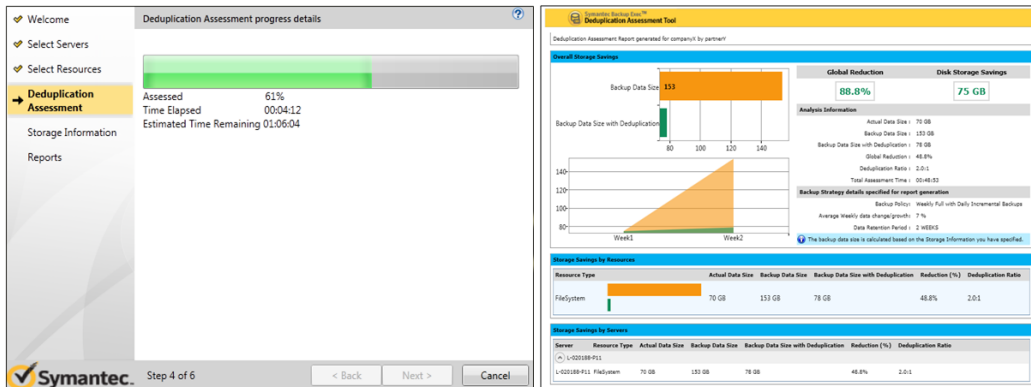 Welcome
Select Servers
Select Resources
Deduplication
Assessment
Storage Information
Reports
Symantec.
Deduplication Assessment progress details
?
Assessed 61%
Time Elapsed 00:04:12
Estimated Time Remaining 01:06:04
Step 4 of 6
< Back
Next >
Cancel
Symantec Backup Exec™
Deduplication Assessment Tool
Deduplication Assessment Report generated for companyX by partnerY
Overall Storage Savings
Backup Data Size 153
Backup Data Size with Deduplication
80 100 120 140
140
120
100
80
Week1 Week2
Global Reduction Disk Storage Savings
88.8% 75 GB
Analysis Information
Actual Data Size : 70 GB
Backup Data Size : 153 GB
Backup Data Size with Deduplication : 78 GB
Global Reduction : 48.8%
Deduplication Ratio : 2.0:1
Total Assessment Time : 00:48:53
Backup Strategy details specified for report generation
Backup Policy: Weekly Full with Daily Incremental Backups
Average Weekly data change/growth: 7 %
Data Retention Period : 2 WEEKS
The backup data size is calculated based on the Storage Information you have specified.
Storage Savings by Resources
Resource Type Actual Data Size Backup Data Size Backup Data Size with Deduplication Reduction (%) Deduplication Ratio
FileSystem 70 GB 153 GB 78 GB 48.8% 2.0:1
Storage Savings by Servers
Server Resource Type Actual Data Size Backup Data Size Backup Data Size with Deduplication Reduction (%) Deduplication Ratio
L-020188-P11
L-020188-P11 FileSystem 70 GB 153 GB 78 GB 48.8% 2.0:1